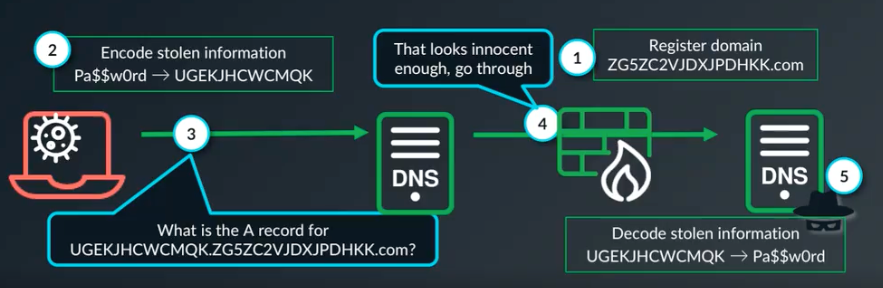 2
Encode stolen information
Pa$$w0rd → UGEKJHCWCMQK
That looks innocent
enough, go through
1
Register domain
ZG5ZC2VJDXJPDHKK.com
3
DNS
4
DNS
5
What is the A record for
UGEKJHCWCMQK.ZG5ZC2VJDXJPDHKK.com?
Decode stolen information
UGEKJHCWCMQK → Pa$$w0rd